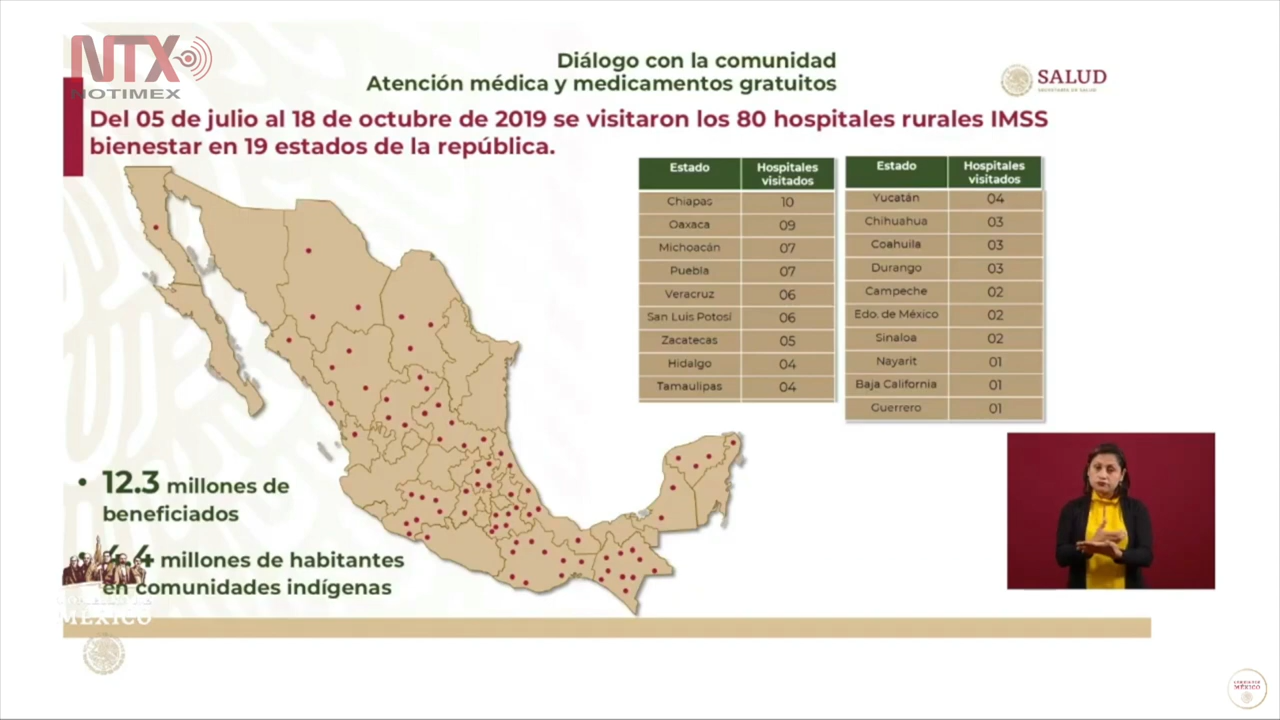 NTX
NOTIMEX
Diálogo con la comunidad
Atención médica y medicamentos gratuitos
SALUD
SECRETARÍA DE SALUD
Del 05 de julio al 18 de octubre de 2019 se visitaron los 80 hospitales rurales IMSS
bienestar en 19 estados de la república.
Estado Hospitales visitados
Chiapas 10
Oaxaca 09
Michoacán 07
Puebla 07
Veracruz 06
San Luis Potosí 06
Zacatecas 05
Hidalgo 04
Tamaulipas 04
Estado Hospitales visitados
Yucatán 04
Chihuahua 03
Coahuila 03
Durango 03
Campeche 02
Edo. de México 02
Sinaloa 02
Nayarit 01
Baja California 01
Guerrero 01
• 12.3 millones de
beneficiados
millones de habitantes
en comunidades indígenas
MÉXICO
GOBIERNO DE
MÉXICO